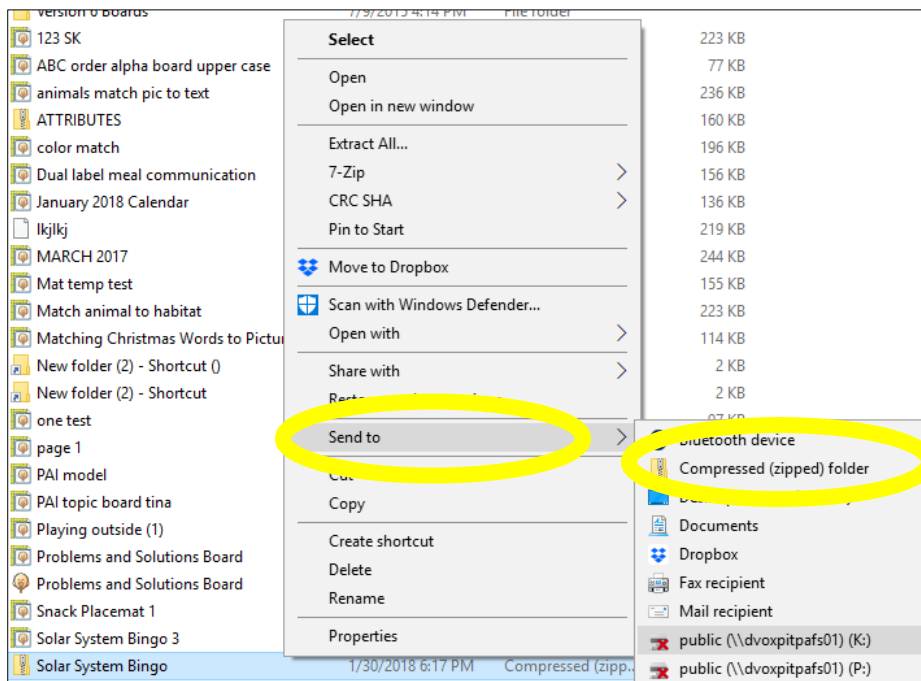 Version 6 Boards 7/9/2015 4:14 PM File folder
123 SK 223 KB
ABC order alpha board upper case 77 KB
animals match pic to text 236 KB
ATTRIBUTES 160 KB
color match 196 KB
Dual label meal communication 156 KB
January 2018 Calendar 136 KB
lkjlkj 219 KB
MARCH 2017 244 KB
Mat temp test 155 KB
Match animal to habitat 223 KB
Matching Christmas Words to Pictu 114 KB
New folder (2) - Shortcut () 2 KB
New folder (2) - Shortcut 2 KB
one test 97 KB
page 1
PAI model
PAI topic board tina
Playing outside (1)
Problems and Solutions Board
Problems and Solutions Board
Snack Placemat 1
Solar System Bingo 3
Solar System Bingo 1/30/2018 6:17 PM Compressed (zipp...
Select
Open
Open in new window
Extract All...
7-Zip
CRC SHA
Pin to Start
Move to Dropbox
Scan with Windows Defender...
Open with
Share with
Send to
Cut
Copy
Create shortcut
Delete
Rename
Properties
Bluetooth device
Compressed (zipped) folder
Documents
Dropbox
Fax recipient
Mail recipient
public (\\dvoxpitpafs01) (K:)
public (\\dvoxpitpafs01) (P:)